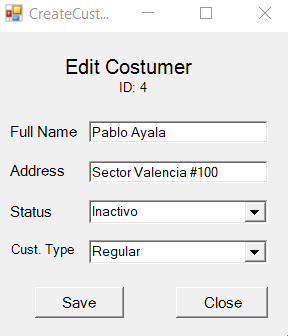 CreateCust...
Edit Costumer
ID: 4
Full Name Pablo Ayala
Address Sector Valencia #100
Status Inactivo
Cust. Type Regular
Save Close